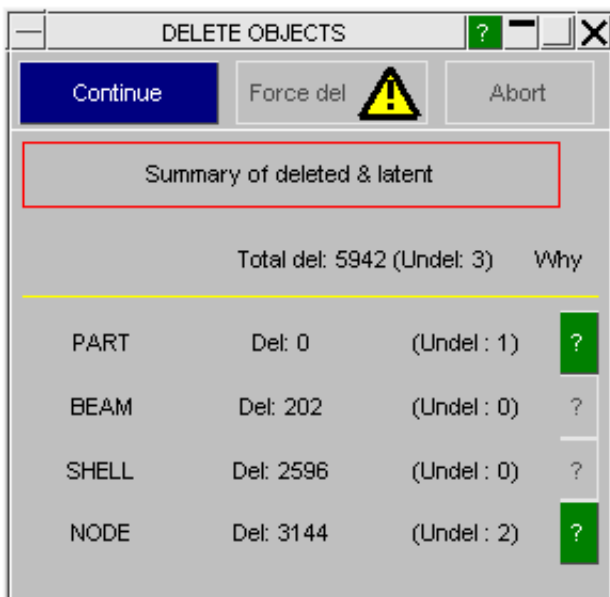 DELETE OBJECTS ?
Continue Force del Abort
Summary of deleted & latent
Total del: 5942 (Undel: 3) Why
PART Del: 0 (Undel : 1) ?
BEAM Del: 202 (Undel : 0) ?
SHELL Del: 2596 (Undel : 0) ?
NODE Del: 3144 (Undel : 2) ?